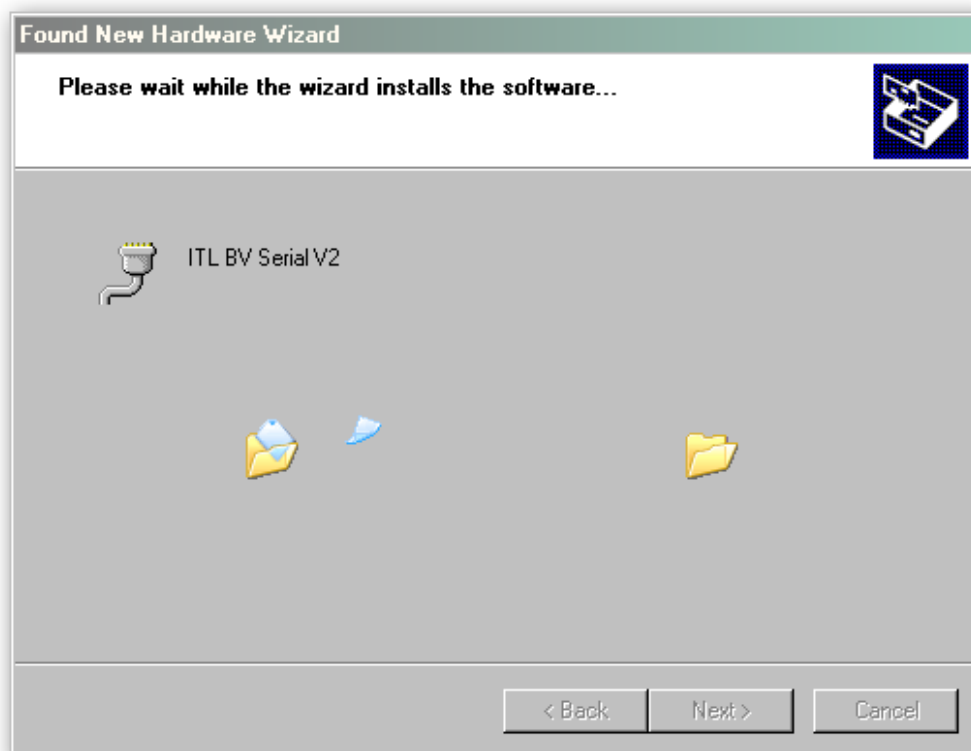 Found New Hardware Wizard
Please wait while the wizard installs the software...
ITL BV Serial V2
< Back
Next >
Cancel